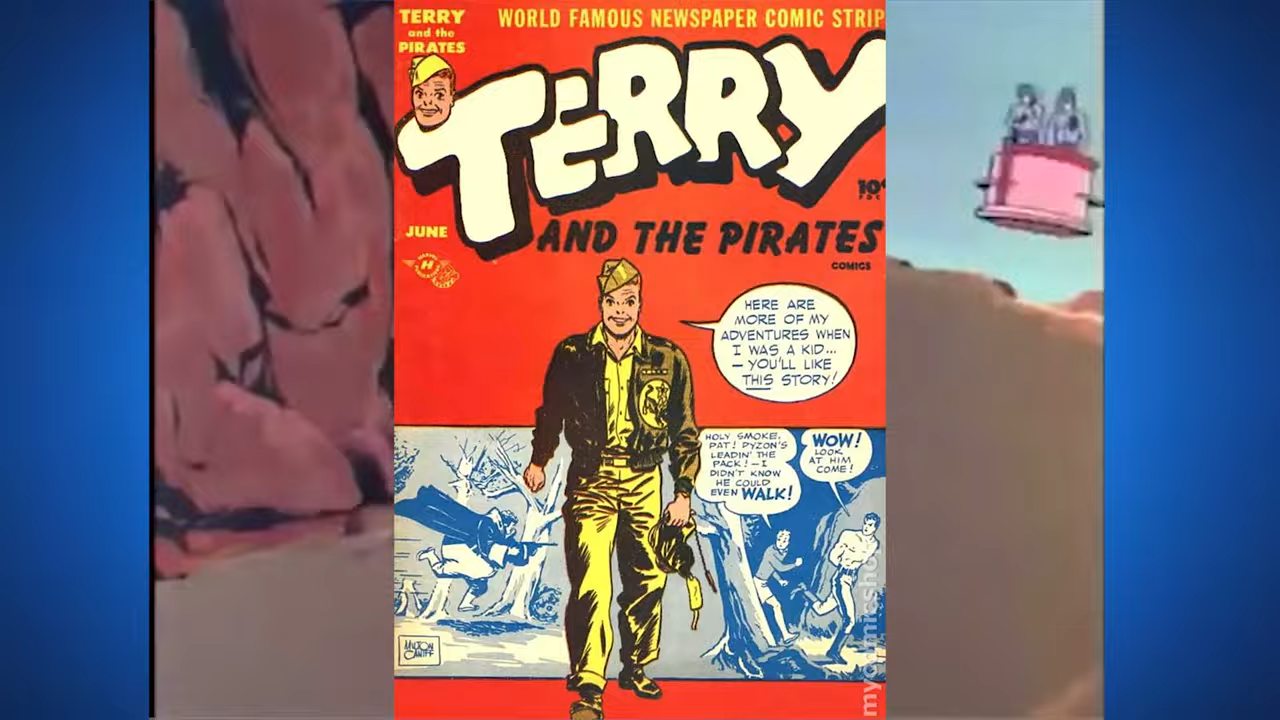 TERRY
and the
PIRATES
WORLD FAMOUS NEWSPAPER COMIC STRIP
TERRY
10¢
AND THE PIRATES
COMICS
JUNE
H
HERE ARE
MORE OF MY
ADVENTURES WHEN
I WAS A KID...
— YOU'LL LIKE
THIS STORY!
HOLY SMOKE,
PAT! DYZON'S
LEADIN' THE
PACK! — I
DIDN'T KNOW
HE COULD
EVEN WALK!
WOW!
LOOK
AT HIM
COME!
MILTON
CANIFF
mycomicsho